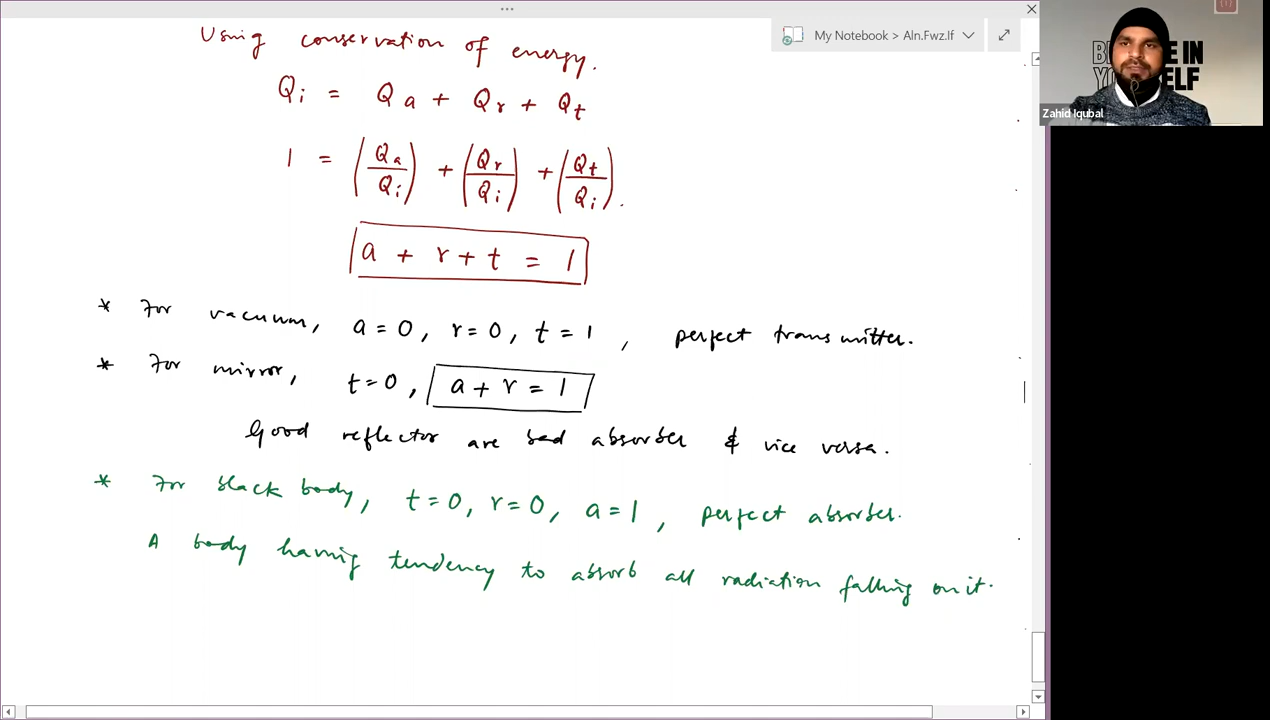 Using conservation of energy.
My Notebook > Aln.Fwz.If
Qi = Qa + Qr + Qt
1 = (Qa/Qi) + (Qr/Qi) + (Qt/Qi).
a + r + t = 1
* For vacuum, a = 0, r = 0, t = 1, perfect transmitter.
* For mirror, t = 0, a + r = 1
Good reflector are bad absorber & vice versa.
* For black body, t = 0, r = 0, a = 1, perfect absorber.
A body having tendency to absorb all radiation falling on it.
Zahid Iqubal